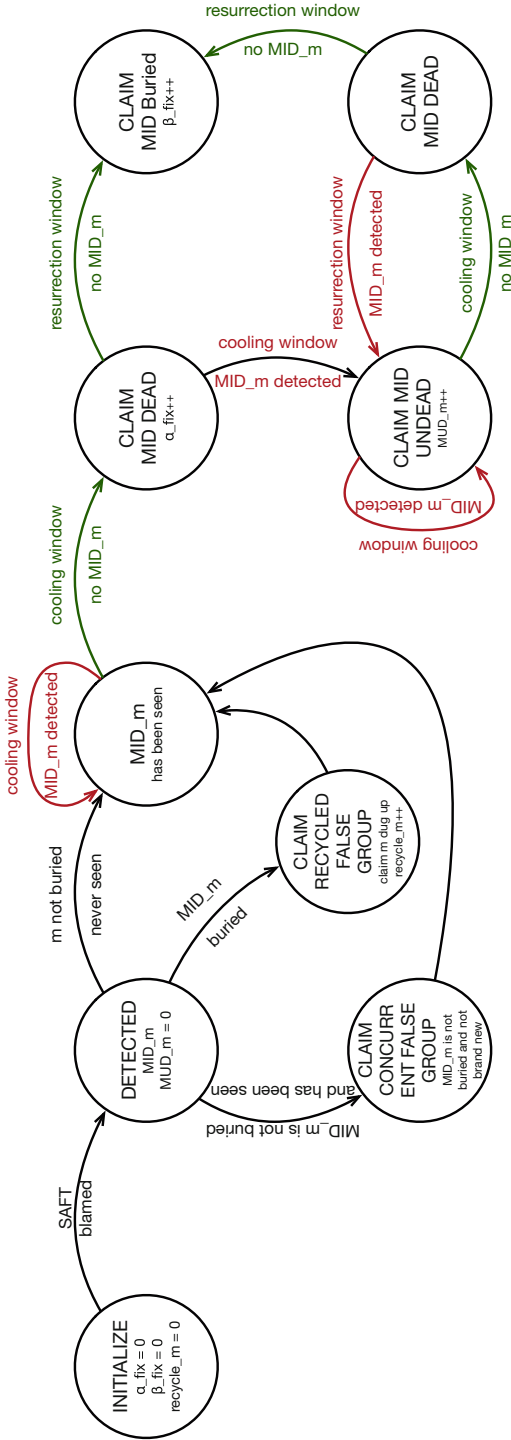 INITIALIZE
α_fix = 0
β_fix = 0
recycle_m = 0
SAFT
blamed
DETECTED
MID_m
MUD_m = 0
m not buried
never seen
MID_m
buried
MID_m is not buried
and has been seen
CLAIM
CONCURR
ENT FALSE
GROUP
MID_m is not
buried and not
brand new
CLAIM
RECYCLED
FALSE
GROUP
claim m dug up
recycle_m++
MID_m
has been seen
cooling window
MID_m detected
cooling window
no MID_m
CLAIM
MID DEAD
α_fix++
resurrection window
no MID_m
CLAIM
MID Buried
β_fix++
cooling window
MID_m detected
CLAIM MID
UNDEAD
MUD_m++
cooling window
MID_m detected
resurrection window
MID_m detected
cooling window
no MID_m
CLAIM
MID DEAD
resurrection window
no MID_m